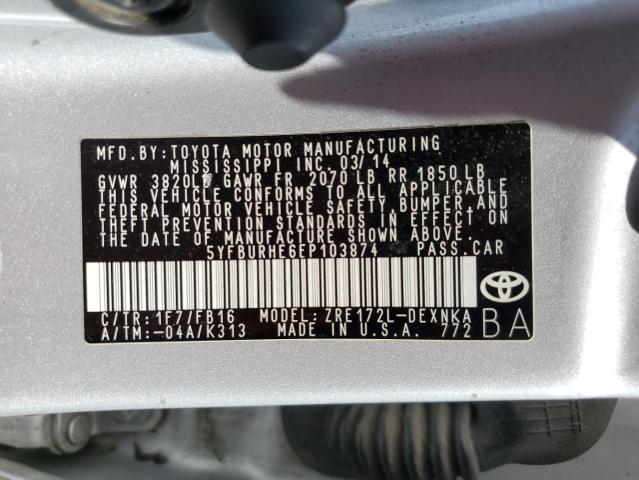 MFD. BY: TOYOTA MOTOR MANUFACTURING
MISSISSIPPI INC. 03/14
GVWR 3820LB GAWR FR 2070 LB RR 1850 LB
THIS VEHICLE CONFORMS TO ALL APPLICABLE
FEDERAL MOTOR VEHICLE SAFETY, BUMPER, AND
THEFT PREVENTION STANDARDS IN EFFECT ON
THE DATE OF MANUFACTURE SHOWN ABOVE.
5YFBURHE6EP103874 PASS. CAR
C/TR: 1F7/FB16 MODEL: ZRE172L-DEXNKA
A/TM: -04A/K313 MADE IN U.S.A. 772
BA